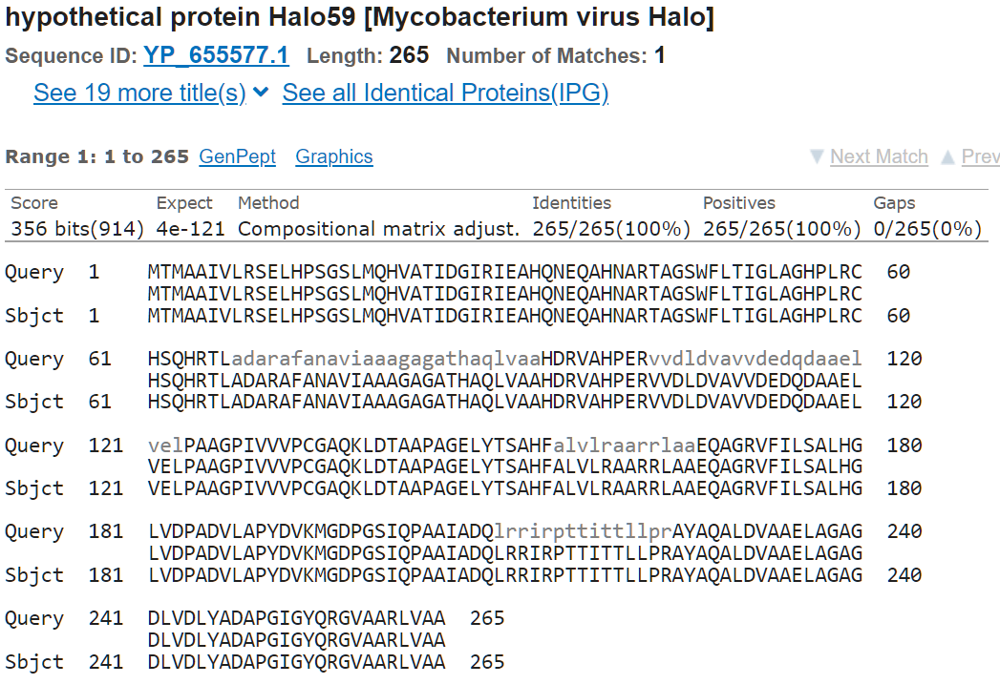 hypothetical protein Halo59 [Mycobacterium virus Halo]
Sequence ID: YP_655577.1 Length: 265 Number of Matches: 1
See 19 more title(s) See all Identical Proteins(IPG)
Range 1: 1 to 265 GenPept Graphics ▼ Next Match ▲ Prev
Score Expect Method Identities Positives Gaps
356 bits(914) 4e-121 Compositional matrix adjust. 265/265(100%) 265/265(100%) 0/265(0%)
Query 1 MTMAAIVLRSELHPSGSLMQHVATIDGIRIEAHQNEQAHNARTAGSWFLTIGLAGHPLRC 60
MTMAAIVLRSELHPSGSLMQHVATIDGIRIEAHQNEQAHNARTAGSWFLTIGLAGHPLRC
Sbjct 1 MTMAAIVLRSELHPSGSLMQHVATIDGIRIEAHQNEQAHNARTAGSWFLTIGLAGHPLRC 60
Query 61 HSQHRTLadarafanaviaaagagathaqlvaaHDRVAHPERvvdldvavvdedqdaael 120
HSQHRTLADARAFANAVIAAAGAGATHAQLVAAHDRVAHPERVVDLDVAVVDEDQDAAEL
Sbjct 61 HSQHRTLADARAFANAVIAAAGAGATHAQLVAAHDRVAHPERVVDLDVAVVDEDQDAAEL 120
Query 121 velPAAGPIVVVPCGAQKLDTAAPAGELYTSAHFalvlraarrlaaEQAGRVFILSALHG 180
VELPAAGPIVVVPCGAQKLDTAAPAGELYTSAHFALVLRAARRLAAEQAGRVFILSALHG
Sbjct 121 VELPAAGPIVVVPCGAQKLDTAAPAGELYTSAHFALVLRAARRLAAEQAGRVFILSALHG 180
Query 181 LVDPADVLAPYDVKMGDPGSIQPAAIADQlrrirpttittllprAYAQALDVAAELAGAG 240
LVDPADVLAPYDVKMGDPGSIQPAAIADQLRRIRPTTITTLLPRAYAQALDVAAELAGAG
Sbjct 181 LVDPADVLAPYDVKMGDPGSIQPAAIADQLRRIRPTTITTLLPRAYAQALDVAAELAGAG 240
Query 241 DLVDLYADAPGIGYQRGVAARLVAA 265
DLVDLYADAPGIGYQRGVAARLVAA
Sbjct 241 DLVDLYADAPGIGYQRGVAARLVAA 265